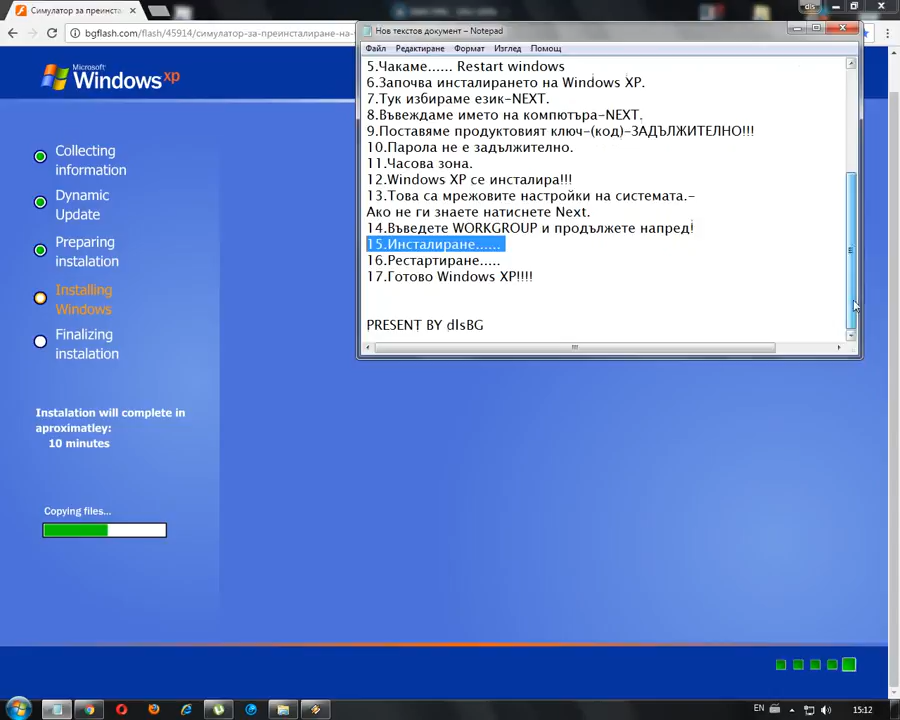 Симулатор за преинста
dls
bgflash.com/flash/45914/симулатор-за-преинсталиране-на-
Нов текстов документ – Notepad
Файл Редактиране Формат Изглед Помощ
5.Чакаме...... Restart windows
6.Започва инсталирането на Windows XP.
7.Тук избираме език-NEXT.
8.Въвеждаме името на компютъра-NEXT.
9.Поставяме продуктовият ключ-(код)-ЗАДЪЛЖИТЕЛНО!!!
10.Парола не е задължително.
11.Часова зона.
12.Windows XP се инсталира!!!
13.Това са мрежовите настройки на системата.-
Ако не ги знаете натиснете Next.
14.Въведете WORKGROUP и продължете напред!
15.Инсталиране......
16.Рестартиране.....
17.Готово Windows XP!!!!
PRESENT BY dlsBG
Microsoft
Windows xp
Collecting
information
Dynamic
Update
Preparing
instalation
Installing
Windows
Finalizing
instalation
Instalation will complete in
aproximatley:
10 minutes
Copying files...
EN
15:12